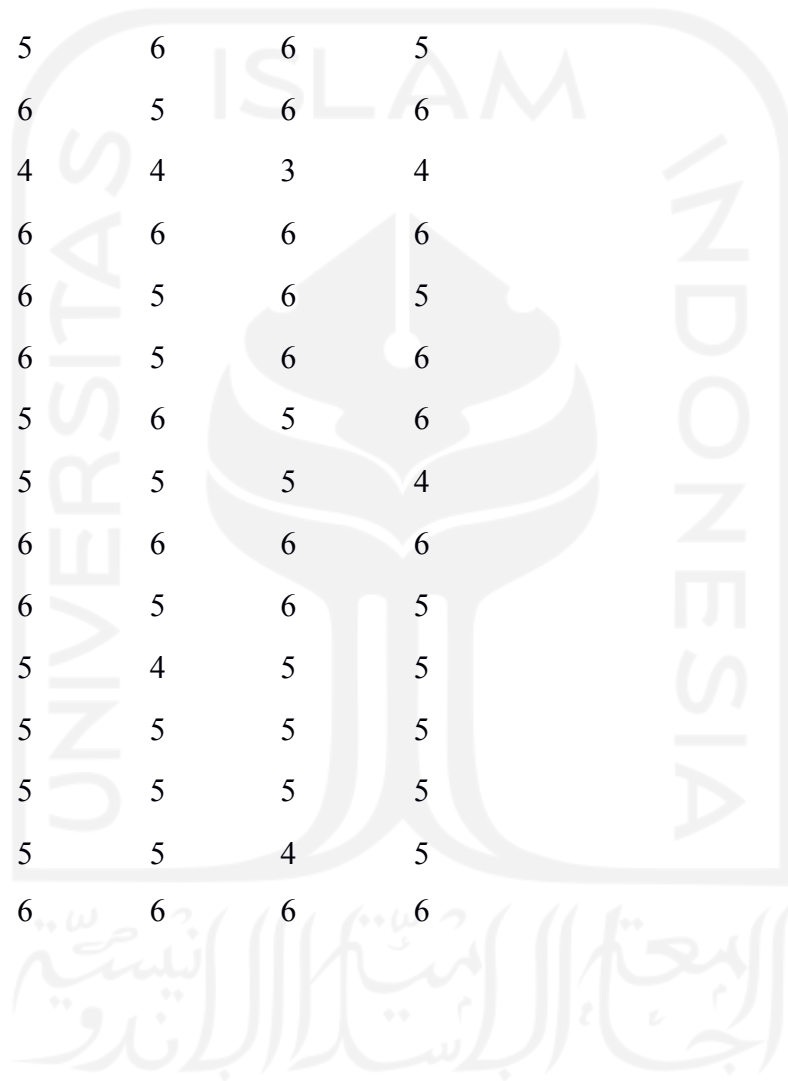 ISLAM
UNIVERSITAS
INDONESIA
5 6 6 5
6 5 6 6
4 4 3 4
6 6 6 6
6 5 6 5
6 5 6 6
5 6 5 6
5 5 5 4
6 6 6 6
6 5 6 5
5 4 5 5
5 5 5 5
5 5 5 5
5 5 4 5
6 6 6 6